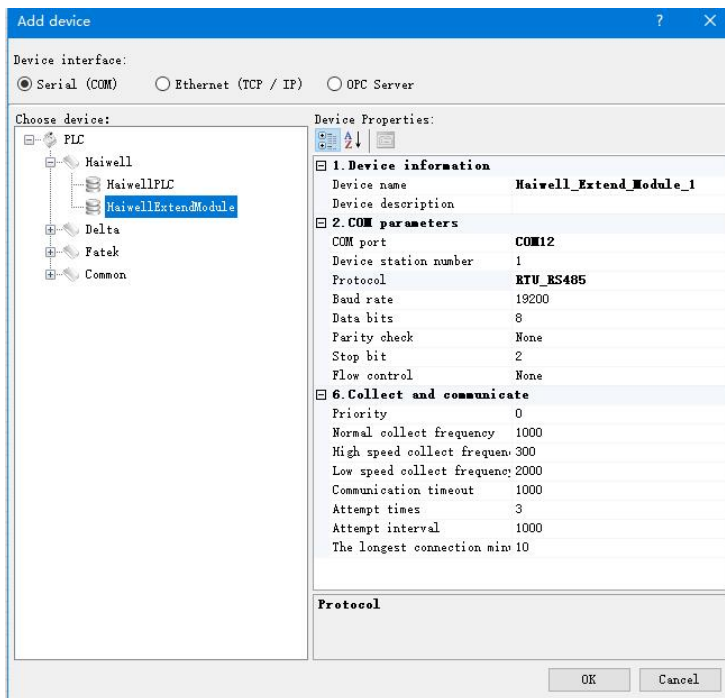 Add device
?
Device interface:
Serial (COM)
Ethernet (TCP / IP)
OPC Server
Choose device:
PLC
Haiwell
HaiwellPLC
HaiwellExtendModule
Delta
Fatek
Common
Device Properties:
1.Device information
Device name Haiwell_Extend_Module_1
Device description
2.COM parameters
COM port COM12
Device station number 1
Protocol RTU_RS485
Baud rate 19200
Data bits 8
Parity check None
Stop bit 2
Flow control None
6.Collect and communicate
Priority 0
Normal collect frequency 1000
High speed collect frequen 300
Low speed collect frequency 2000
Communication timeout 1000
Attempt times 3
Attempt interval 1000
The longest connection minu 10
Protocol
OK
Cancel